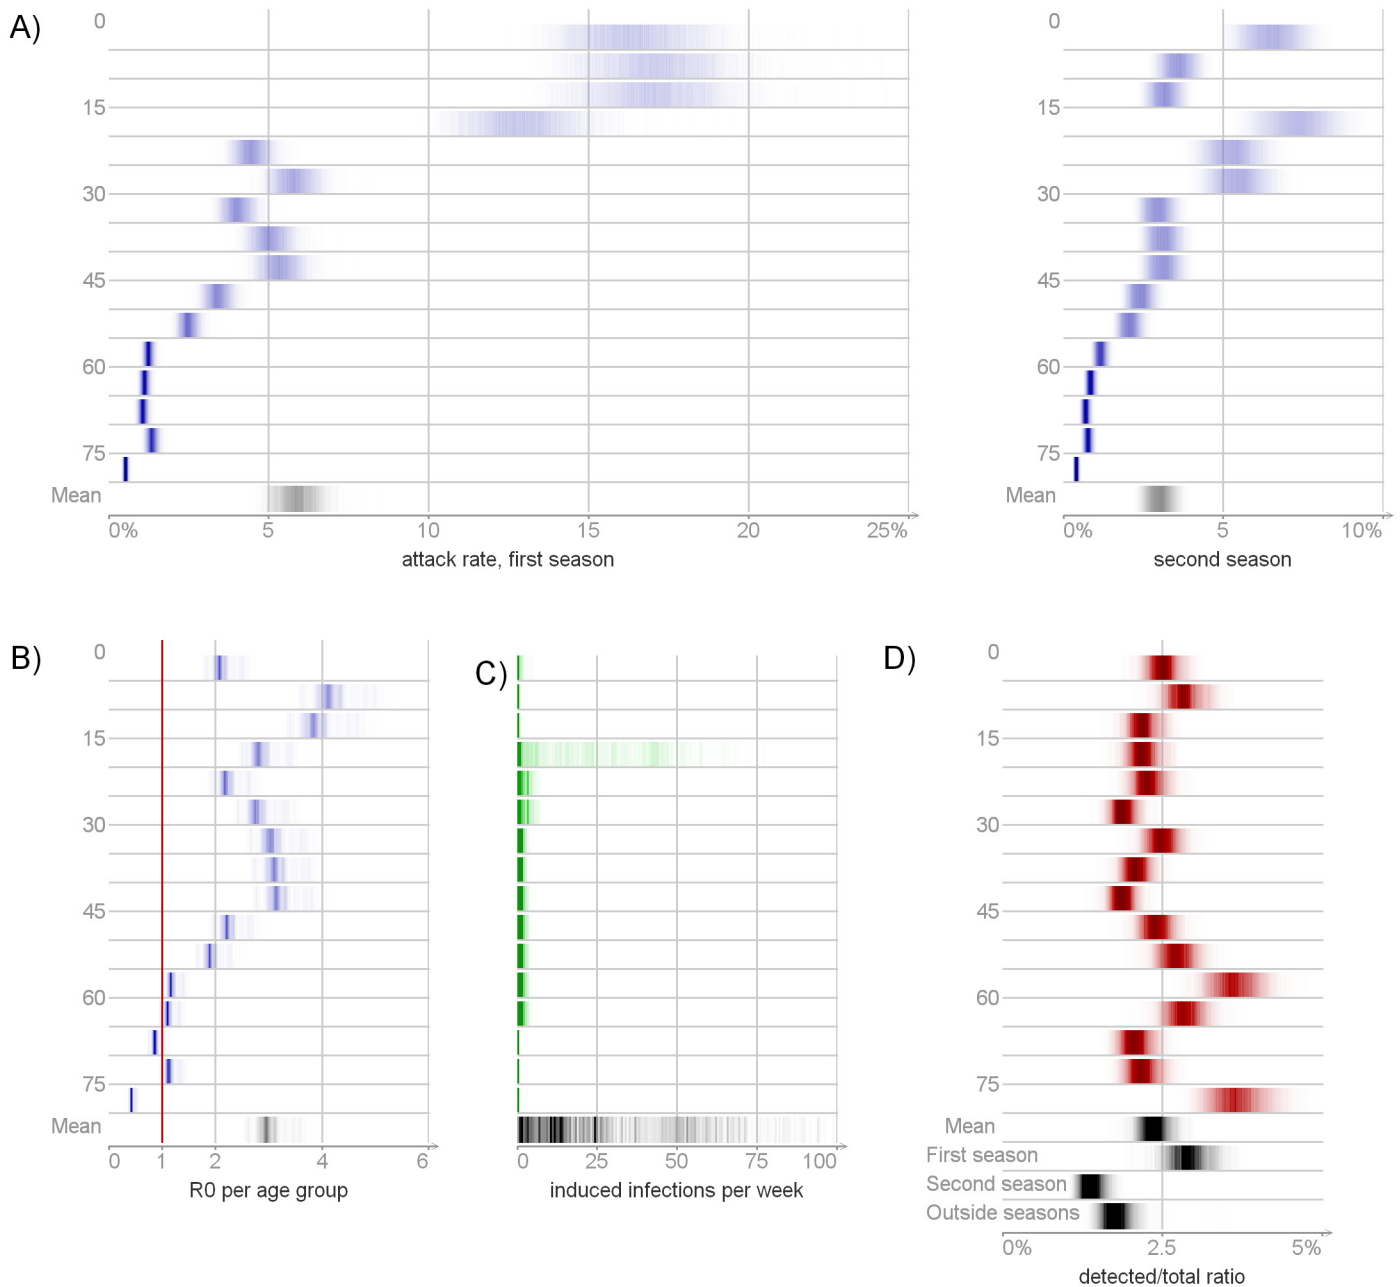 A)
0
15
30
45
60
75
Mean
0% 5 10 15 20 25%
attack rate, first season
0
15
30
45
60
75
Mean
0% 5 10%
second season
B)
0
15
30
45
60
75
Mean
0 1 2 4 6
R0 per age group
C)
0 25 50 75 100
induced infections per week
D)
0
15
30
45
60
75
Mean
First season
Second season
Outside seasons
0% 2.5 5%
detected/total ratio